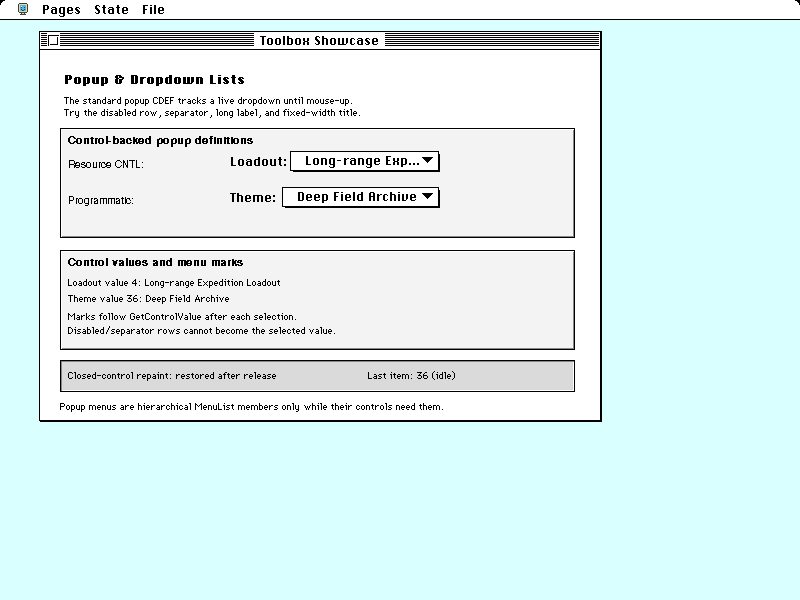 Pages State File
Toolbox Showcase
Popup & Dropdown Lists
The standard popup CDEF tracks a live dropdown until mouse-up.
Try the disabled row, separator, long label, and fixed-width title.
Control-backed popup definitions
Resource CNTL: Loadout: Long-range Exp...
Programmatic: Theme: Deep Field Archive
Control values and menu marks
Loadout value 4: Long-range Expedition Loadout
Theme value 36: Deep Field Archive
Marks follow GetControlValue after each selection.
Disabled/separator rows cannot become the selected value.
Closed-control repaint: restored after release Last item: 36 (idle)
Popup menus are hierarchical MenuList members only while their controls need them.